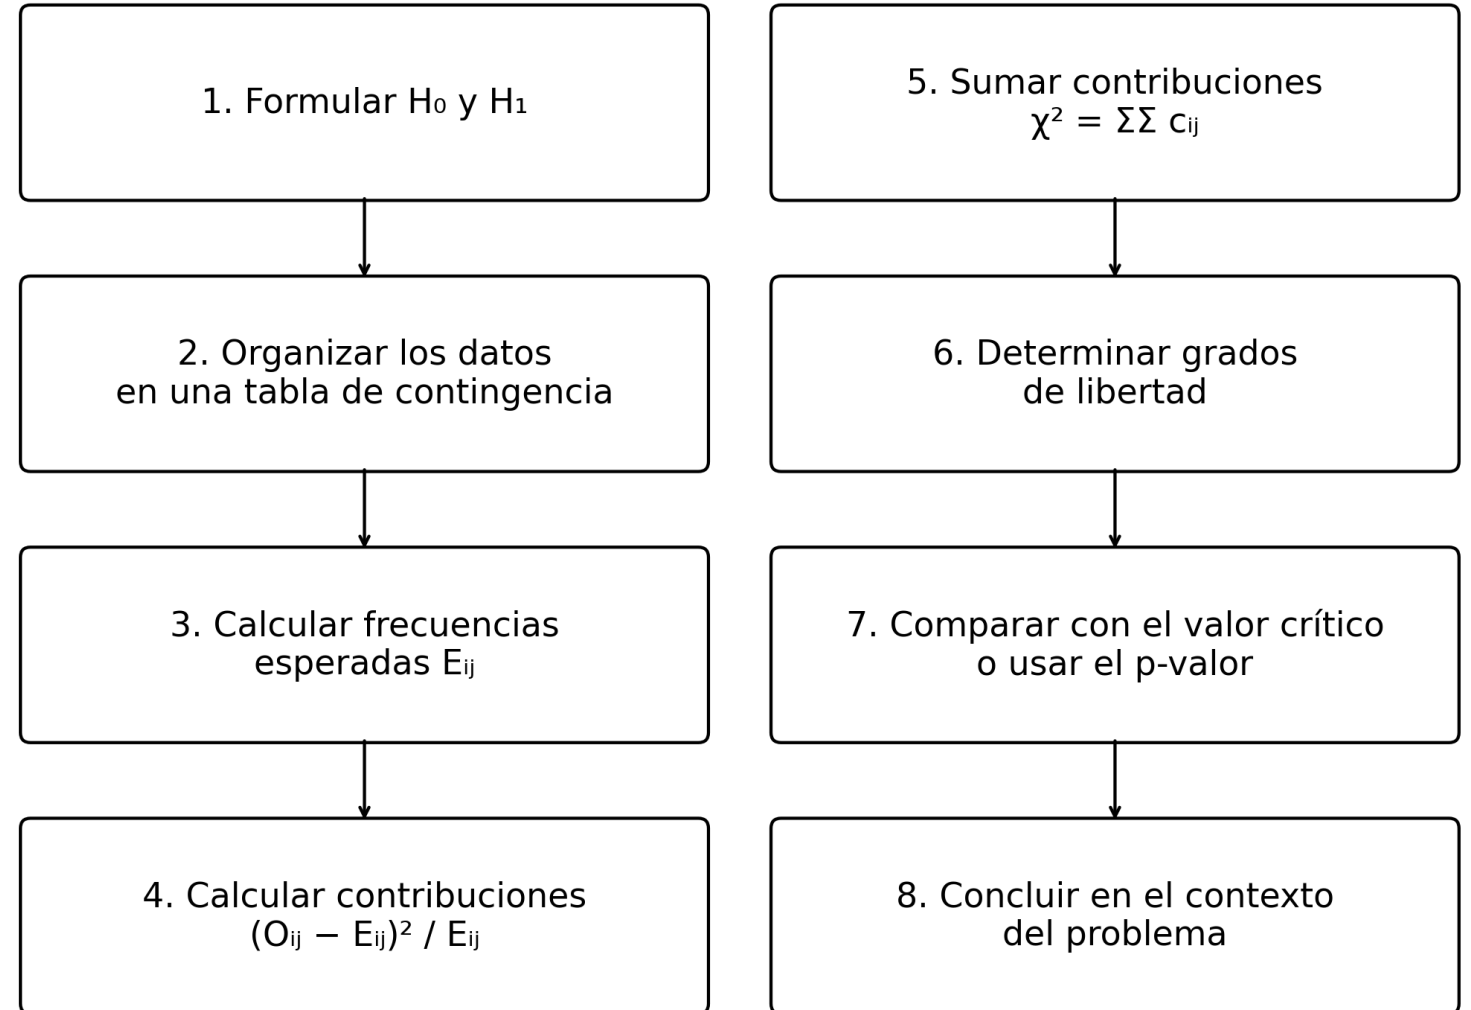 1. Formular H₀ y H₁
2. Organizar los datos
en una tabla de contingencia
3. Calcular frecuencias
esperadas Eᵢⱼ
4. Calcular contribuciones
(Oᵢⱼ − Eᵢⱼ)² / Eᵢⱼ
5. Sumar contribuciones
χ² = ΣΣ cᵢⱼ
6. Determinar grados
de libertad
7. Comparar con el valor crítico
o usar el p-valor
8. Concluir en el contexto
del problema